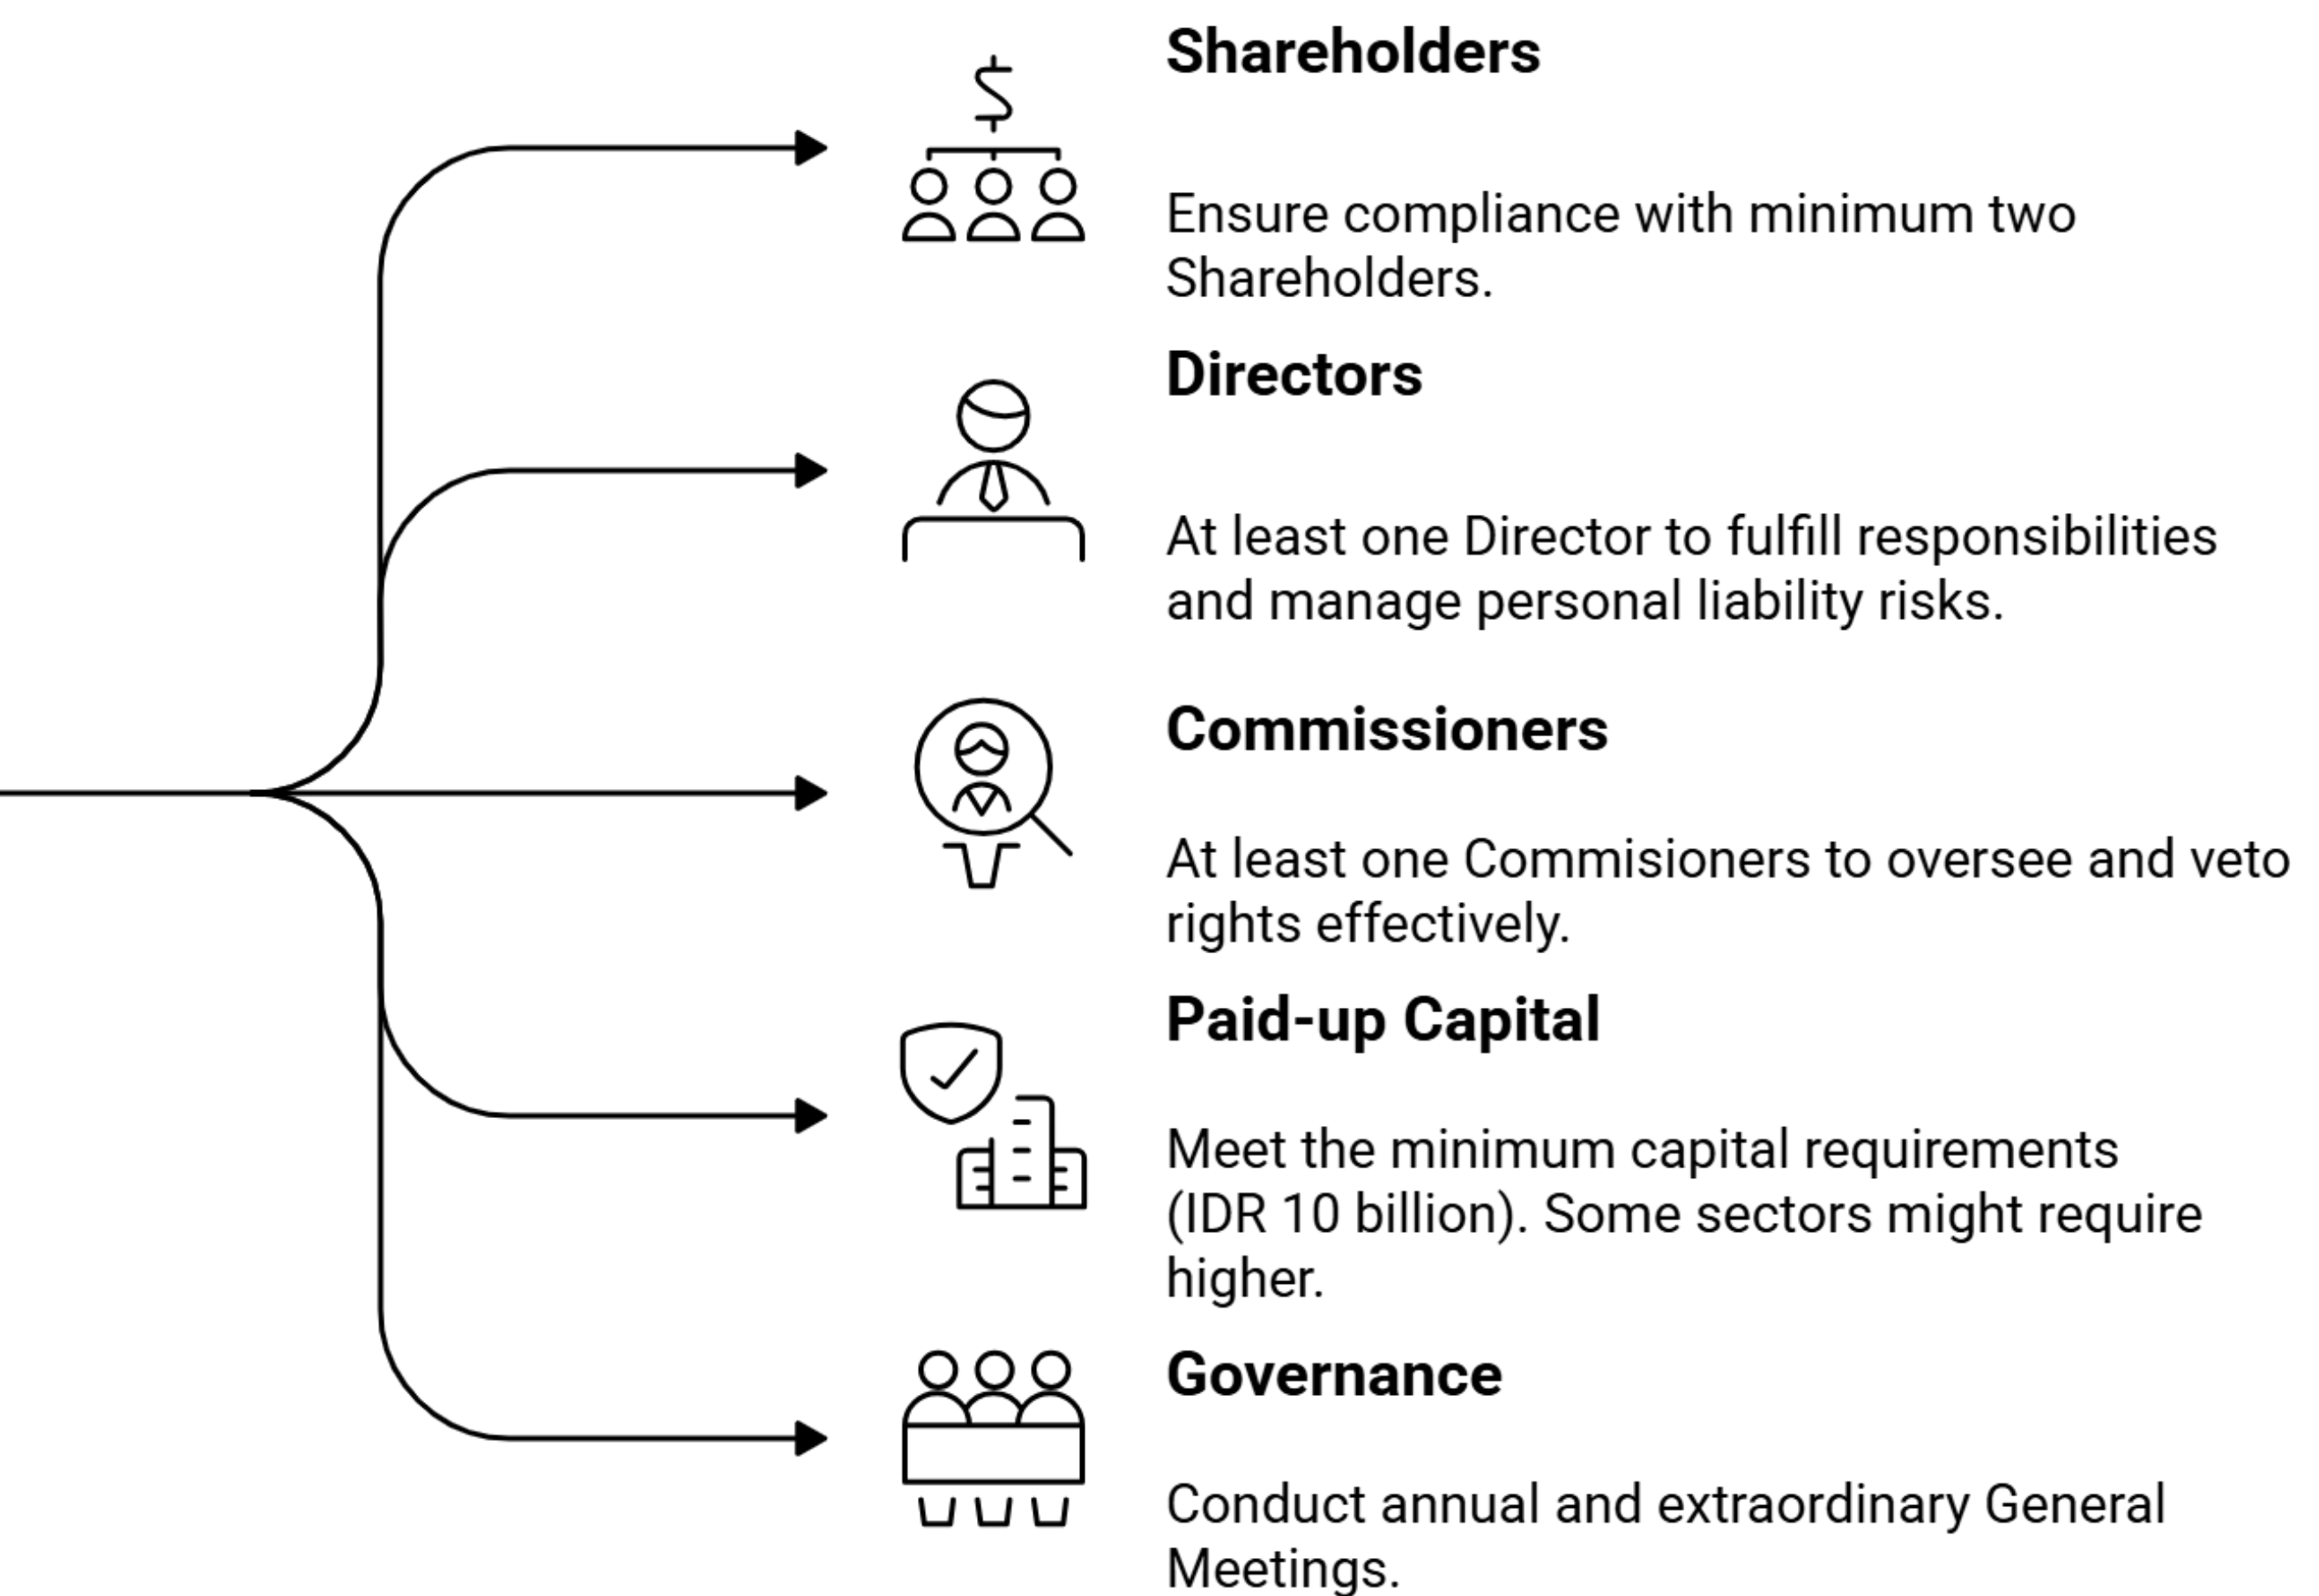 Shareholders
Ensure compliance with minimum two
Shareholders.
Directors
At least one Director to fulfill responsibilities
and manage personal liability risks.
Commissioners
At least one Commisioners to oversee and veto
rights effectively.
Paid-up Capital
Meet the minimum capital requirements
(IDR 10 billion). Some sectors might require
higher.
Governance
Conduct annual and extraordinary General
Meetings.